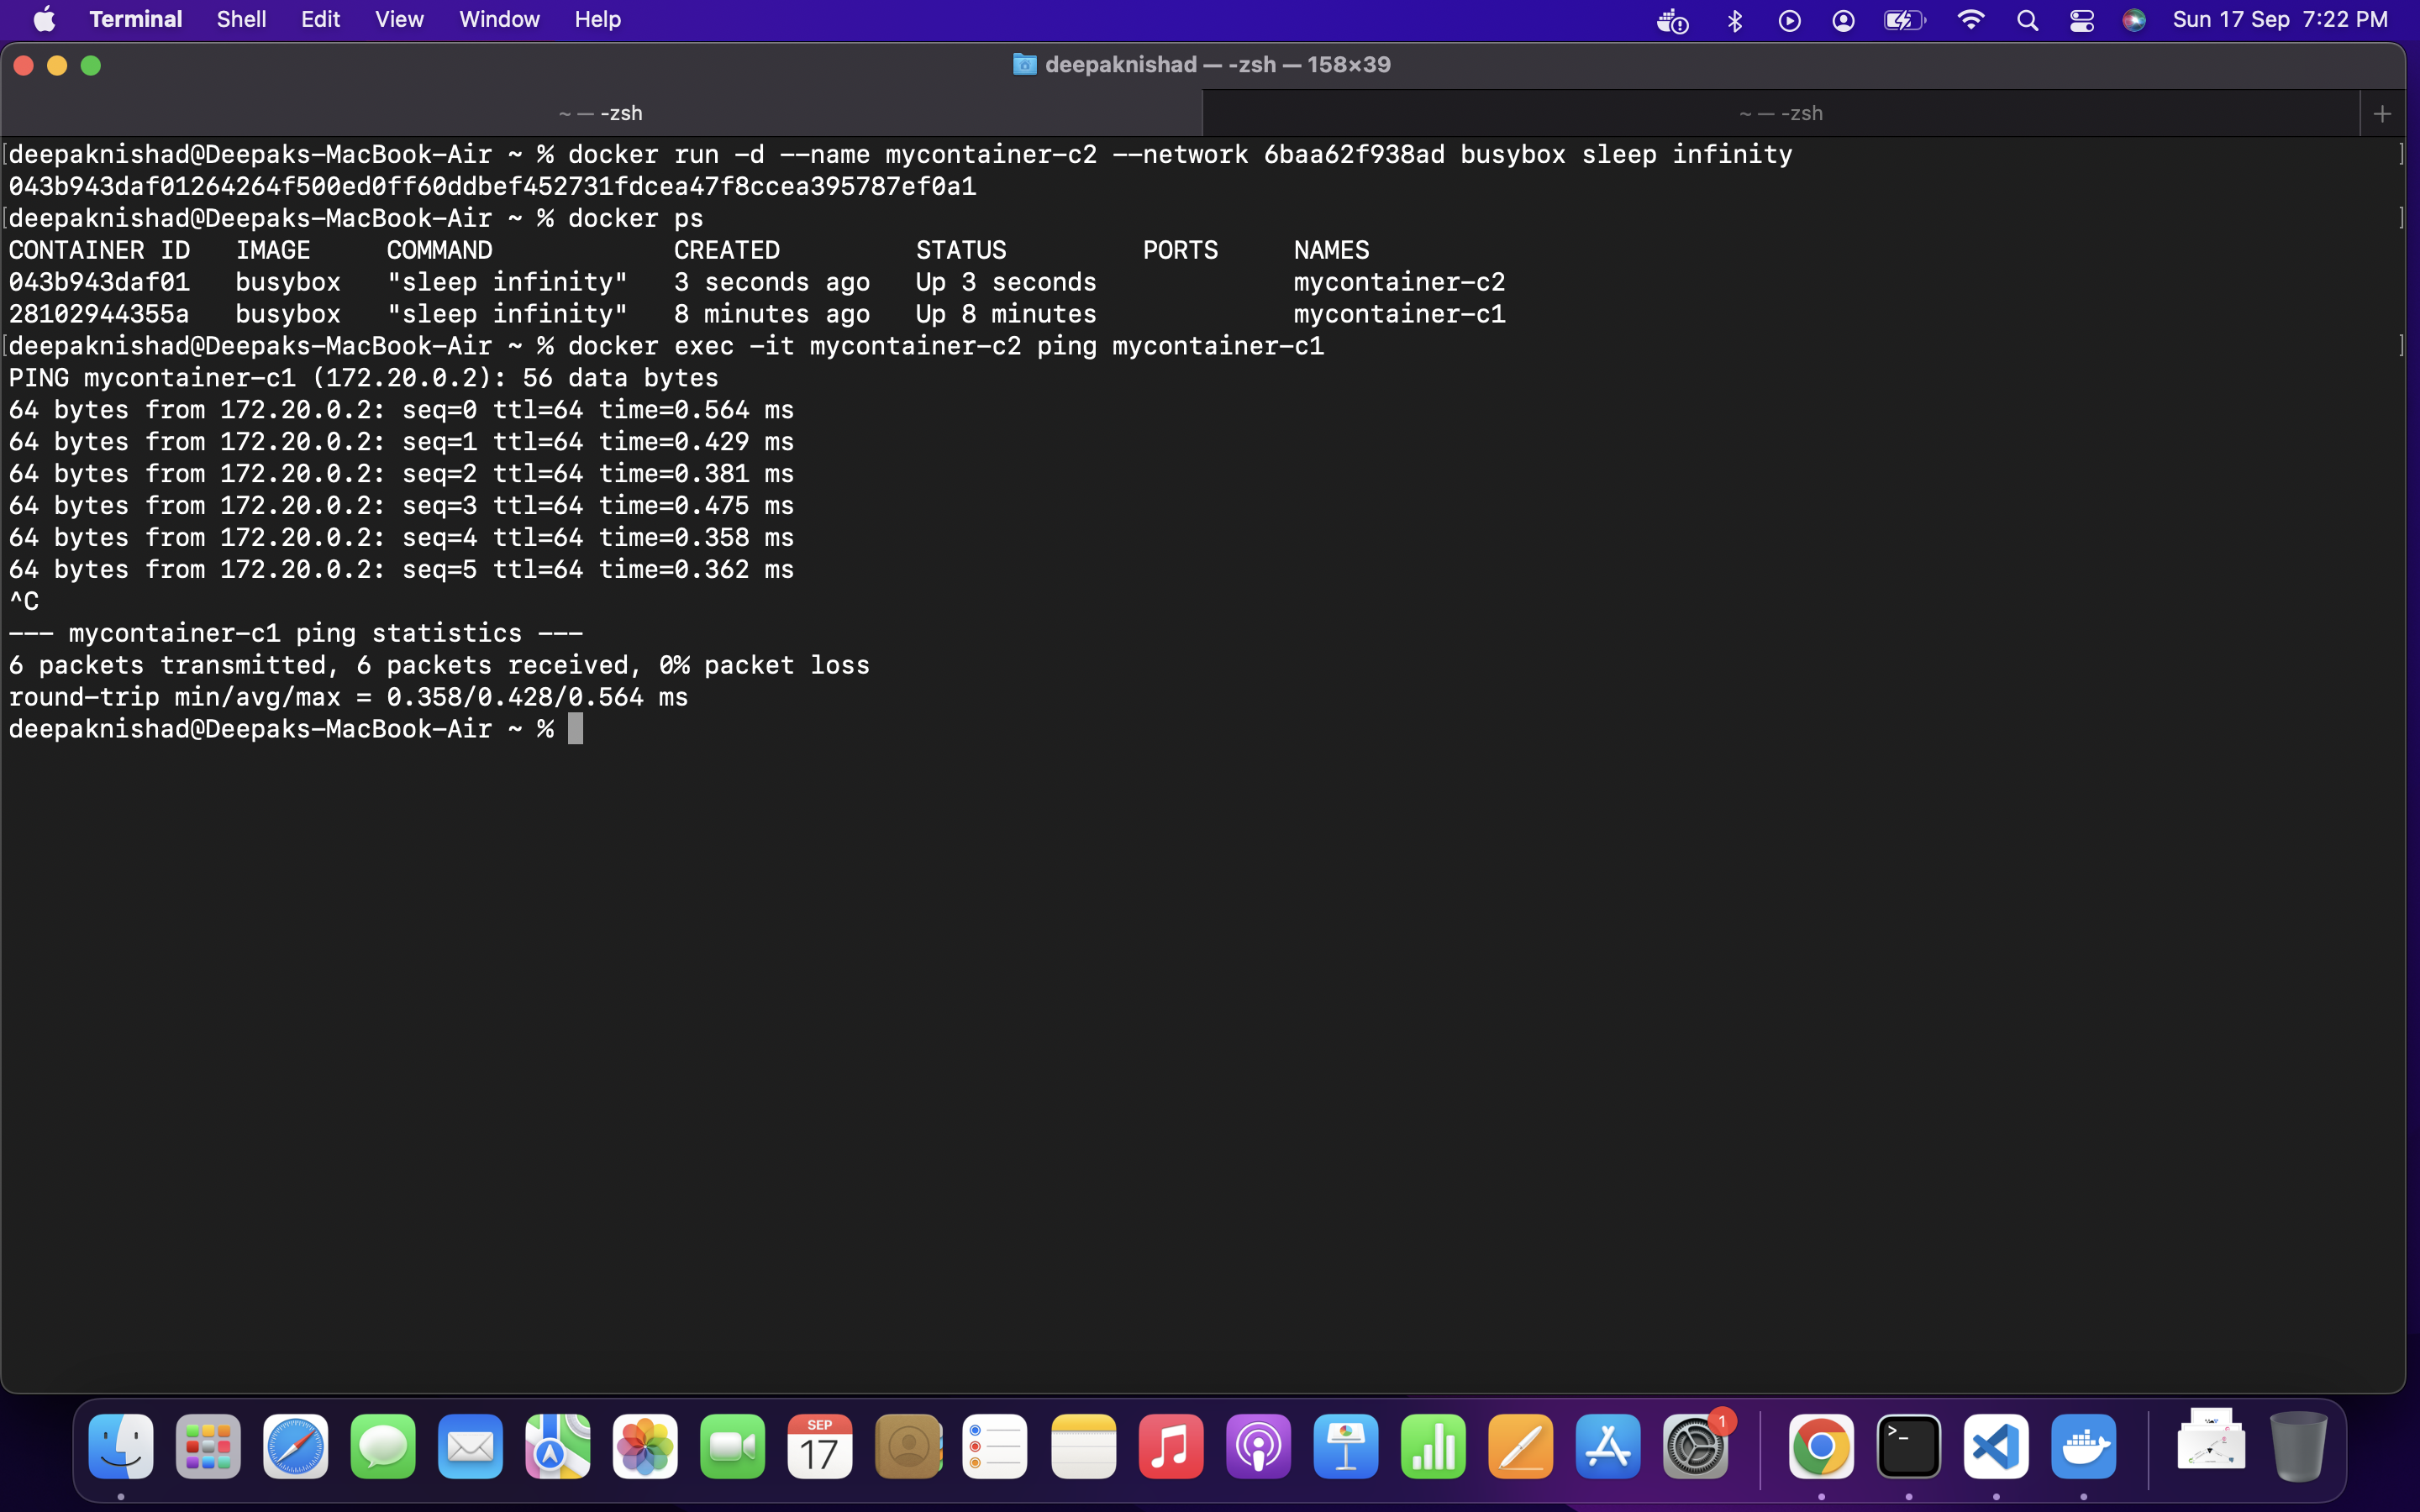 Terminal Shell Edit View Window Help Sun 17 Sep 7:22 PM
deepaknishad — -zsh — 158×39
~ — -zsh ~ — -zsh +
[deepaknishad@Deepaks-MacBook-Air ~ % docker run -d --name mycontainer-c2 --network 6baa62f938ad busybox sleep infinity ]
043b943daf01264264f500ed0ff60ddbef452731fdcea47f8ccea395787ef0a1
[deepaknishad@Deepaks-MacBook-Air ~ % docker ps ]
CONTAINER ID IMAGE COMMAND CREATED STATUS PORTS NAMES
043b943daf01 busybox "sleep infinity" 3 seconds ago Up 3 seconds mycontainer-c2
28102944355a busybox "sleep infinity" 8 minutes ago Up 8 minutes mycontainer-c1
[deepaknishad@Deepaks-MacBook-Air ~ % docker exec -it mycontainer-c2 ping mycontainer-c1 ]
PING mycontainer-c1 (172.20.0.2): 56 data bytes
64 bytes from 172.20.0.2: seq=0 ttl=64 time=0.564 ms
64 bytes from 172.20.0.2: seq=1 ttl=64 time=0.429 ms
64 bytes from 172.20.0.2: seq=2 ttl=64 time=0.381 ms
64 bytes from 172.20.0.2: seq=3 ttl=64 time=0.475 ms
64 bytes from 172.20.0.2: seq=4 ttl=64 time=0.358 ms
64 bytes from 172.20.0.2: seq=5 ttl=64 time=0.362 ms
^C
--- mycontainer-c1 ping statistics ---
6 packets transmitted, 6 packets received, 0% packet loss
round-trip min/avg/max = 0.358/0.428/0.564 ms
deepaknishad@Deepaks-MacBook-Air ~ %
SEP
17
1
>_